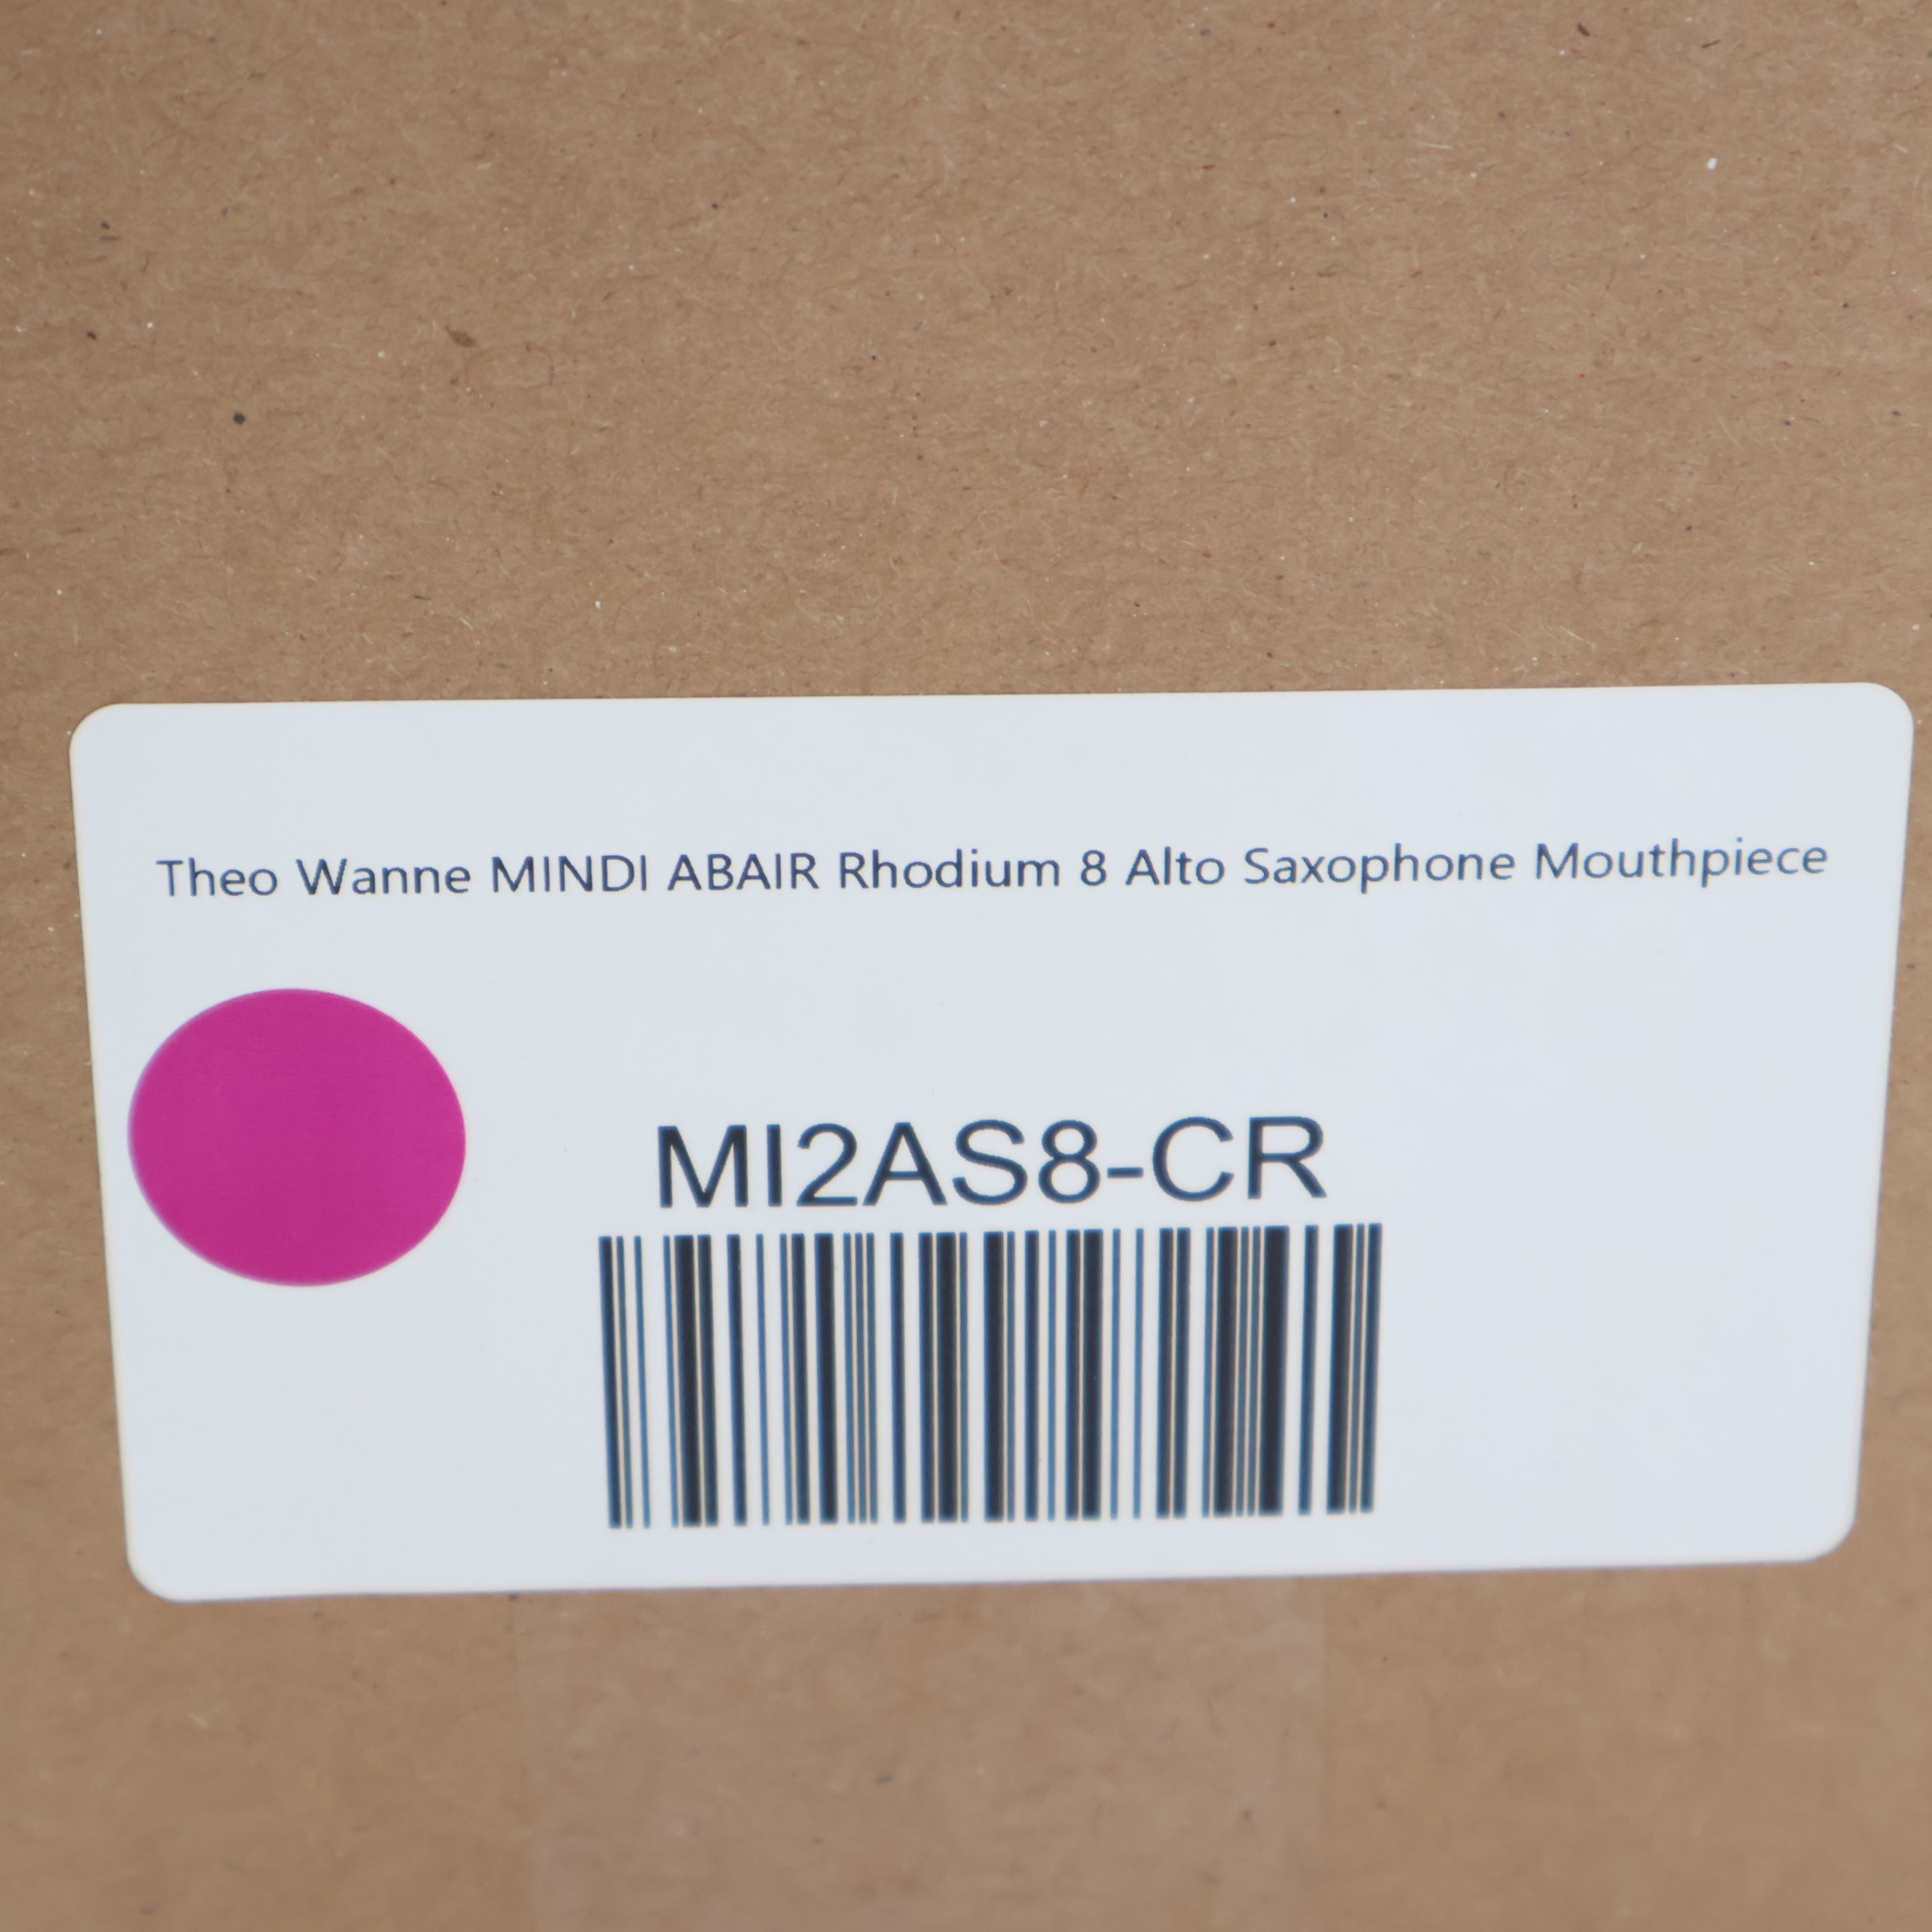 Theo Wanne MINDI ABAIR Rhodium 8 Alto Saxophone Mouthpiece
MI2AS8-CR